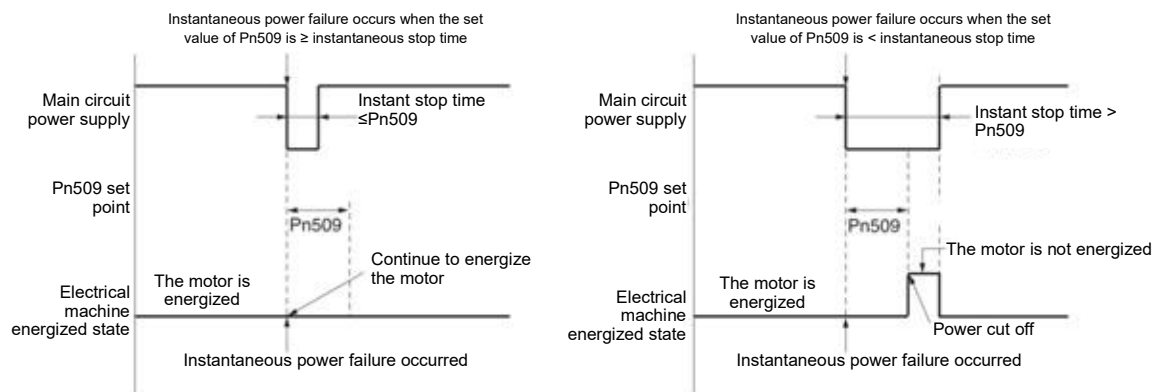 Instantaneous power failure occurs when the set
value of Pn509 is ≥ instantaneous stop time
Main circuit
power supply
Instant stop time
≤Pn509
Pn509 set
point
Pn509
Continue to energize
the motor
The motor is
energized
Electrical
machine
energized state
Instantaneous power failure occurred
Instantaneous power failure occurs when the set
value of Pn509 is < instantaneous stop time
Main circuit
power supply
Instant stop time >
Pn509
Pn509 set
point
Pn509
The motor is not energized
The motor is
energized
Electrical
machine
energized state
Power cut off
Instantaneous power failure occurred